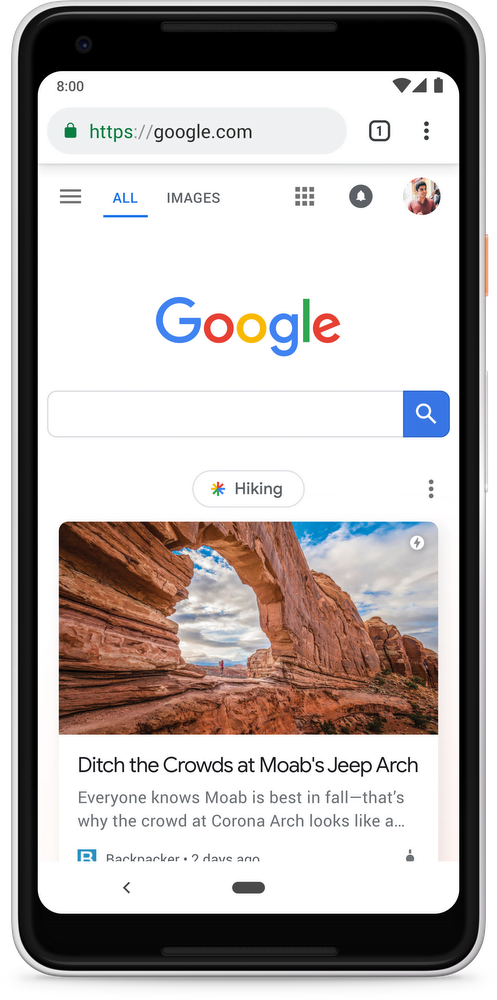 8:00
https://google.com
1
ALL IMAGES
Google
Hiking
Ditch the Crowds at Moab's Jeep Arch
Everyone knows Moab is best in fall—that's
why the crowd at Corona Arch looks like a...
Backpacker • 2 days ago